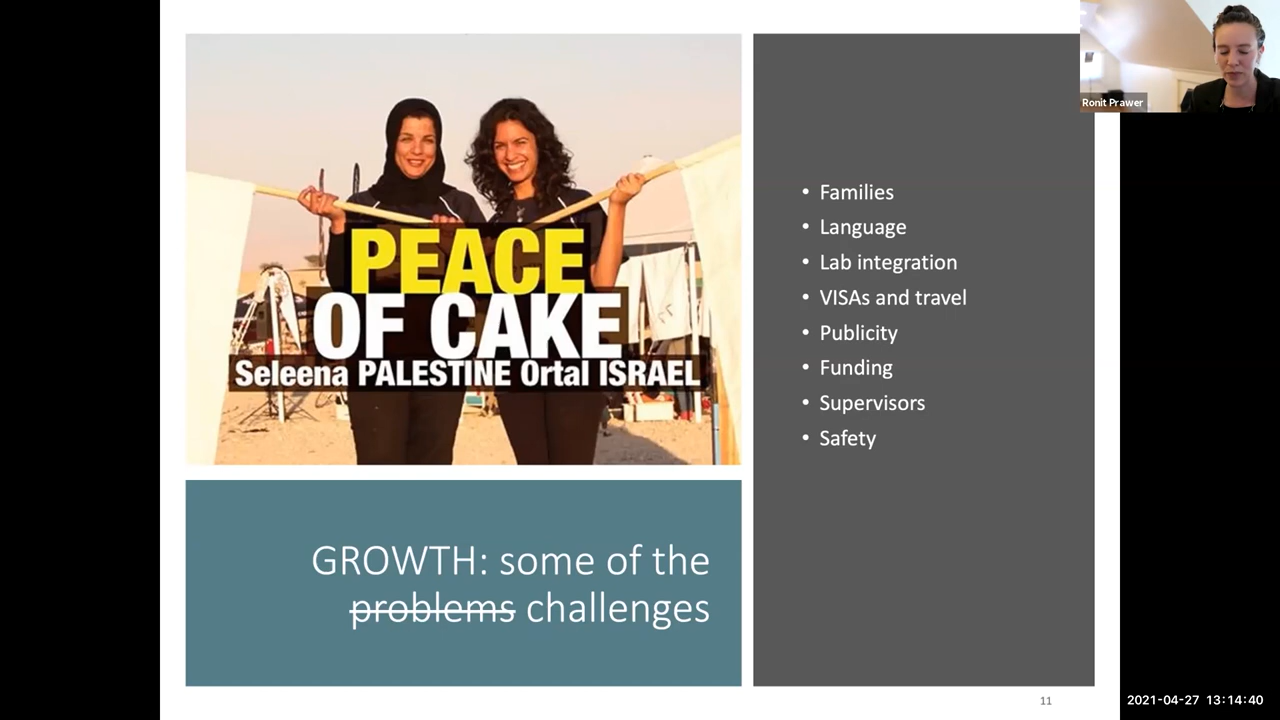 Ronit Prawer
PEACE
OF CAKE
Seleena PALESTINE Ortal ISRAEL
GROWTH: some of the
problems challenges
• Families
• Language
• Lab integration
• VISAs and travel
• Publicity
• Funding
• Supervisors
• Safety
11
2021-04-27 13:14:40